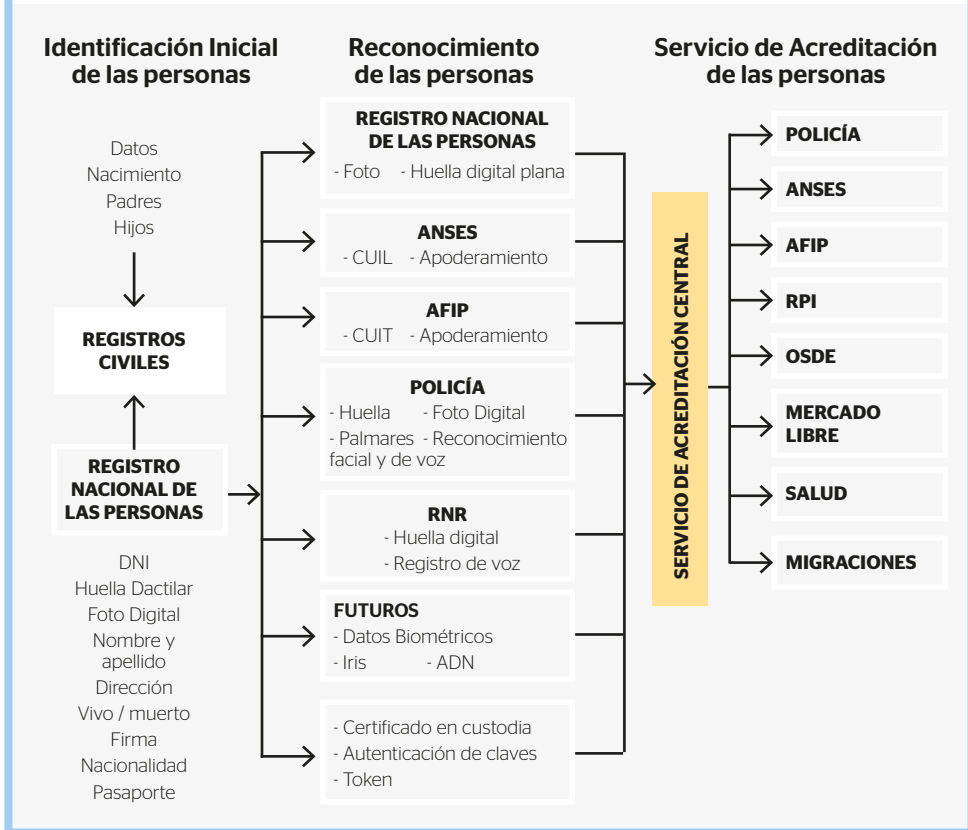 Identificación Inicial
de las personas
Datos
Nacimiento
Padres
Hijos
REGISTROS
CIVILES
REGISTRO
NACIONAL DE
LAS PERSONAS
DNI
Huella Dactilar
Foto Digital
Nombre y
apellido
Dirección
Vivo / muerto
Firma
Nacionalidad
Pasaporte
Reconocimiento
de las personas
REGISTRO NACIONAL
DE LAS PERSONAS
- Foto - Huella digital plana
ANSES
- CUIL - Apoderamiento
AFIP
- CUIT - Apoderamiento
POLICÍA
- Huella - Foto Digital
- Palmares - Reconocimiento
facial y de voz
RNR
- Huella digital
- Registro de voz
FUTUROS
- Datos Biométricos
- Iris - ADN
- Certificado en custodia
- Autenticación de claves
- Token
Servicio de Acreditación
de las personas
SERVICIO DE ACREDITACIÓN CENTRAL
POLICÍA
ANSES
AFIP
RPI
OSDE
MERCADO
LIBRE
SALUD
MIGRACIONES